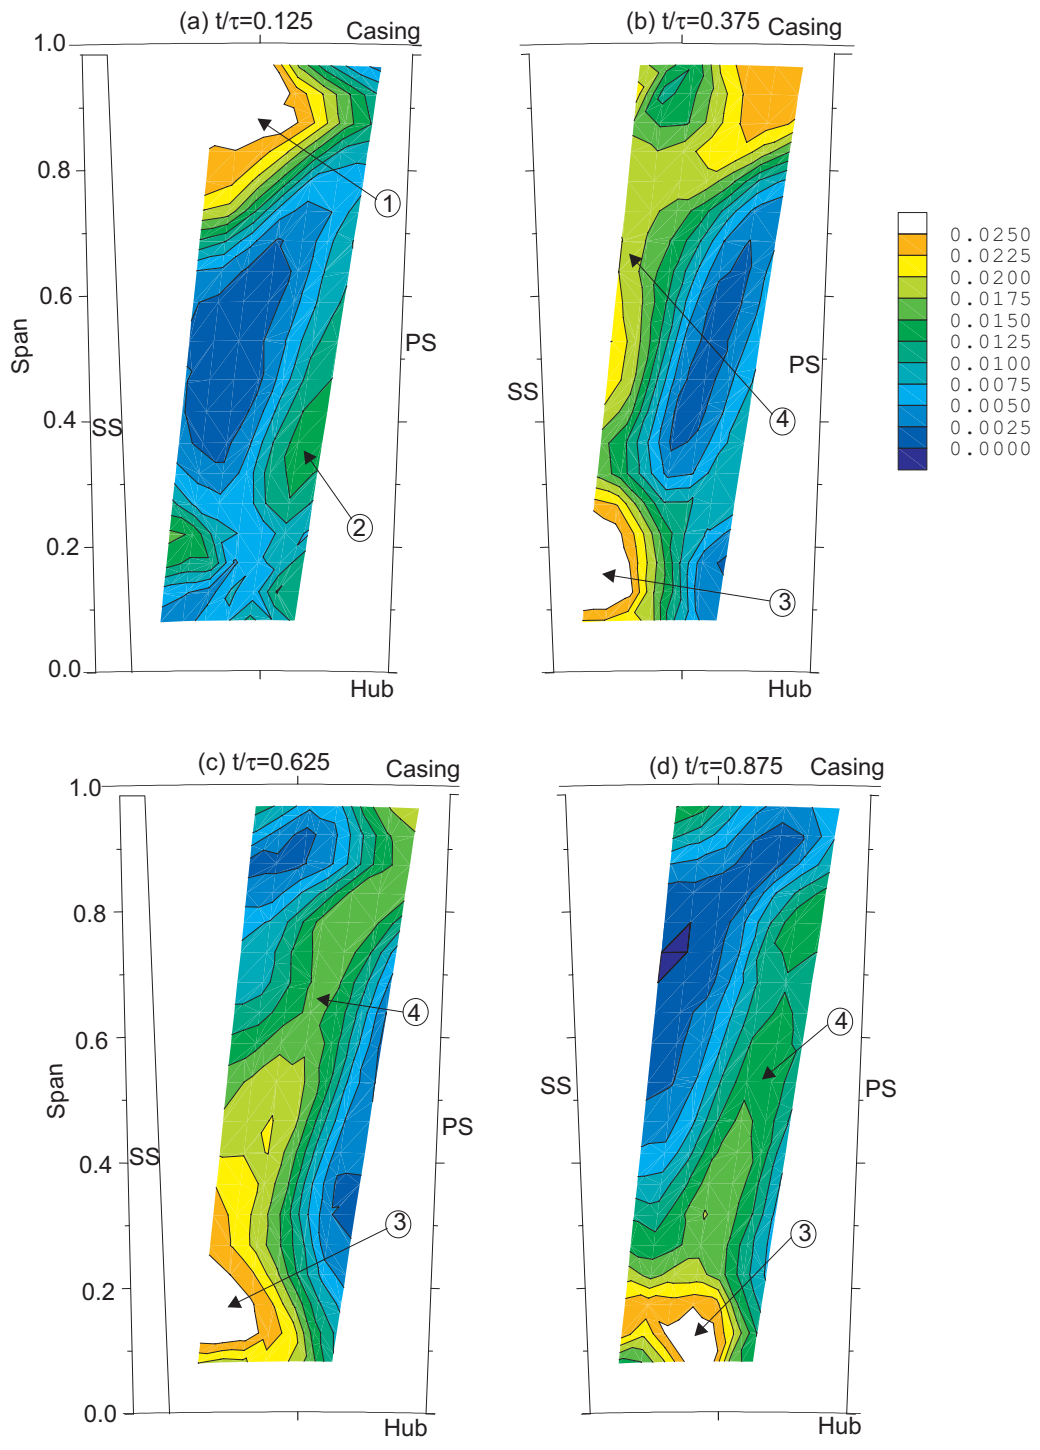 (a) t/τ=0.125
Casing
1.0
0.8
0.6
0.4
0.2
0.0
Span
SS
PS
1
2
Hub
(b) t/τ=0.375
Casing
SS
PS
4
3
Hub
0.0250
0.0225
0.0200
0.0175
0.0150
0.0125
0.0100
0.0075
0.0050
0.0025
0.0000
(c) t/τ=0.625
Casing
1.0
0.8
0.6
0.4
0.2
0.0
Span
SS
PS
4
3
Hub
(d) t/τ=0.875
Casing
SS
PS
4
3
Hub